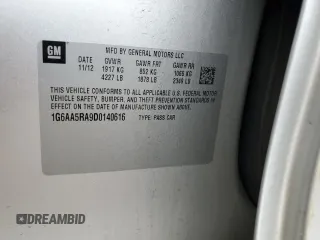 GM
MFD BY GENERAL MOTORS LLC
DATE GVWR GAWR FRT GAWR RR
11/12 1917 KG 852 KG 1065 KG
4227 LB 1878 LB 2348 LB
THIS VEHICLE CONFORMS TO ALL APPLICABLE U.S. FEDERAL MOTOR
VEHICLE SAFETY, BUMPER, AND THEFT PREVENTION STANDARDS IN
EFFECT ON THE DATE OF MANUFACTURE SHOWN ABOVE.
1G6AA5RA9D0140616 TYPE: PASS CAR
DREAMBID